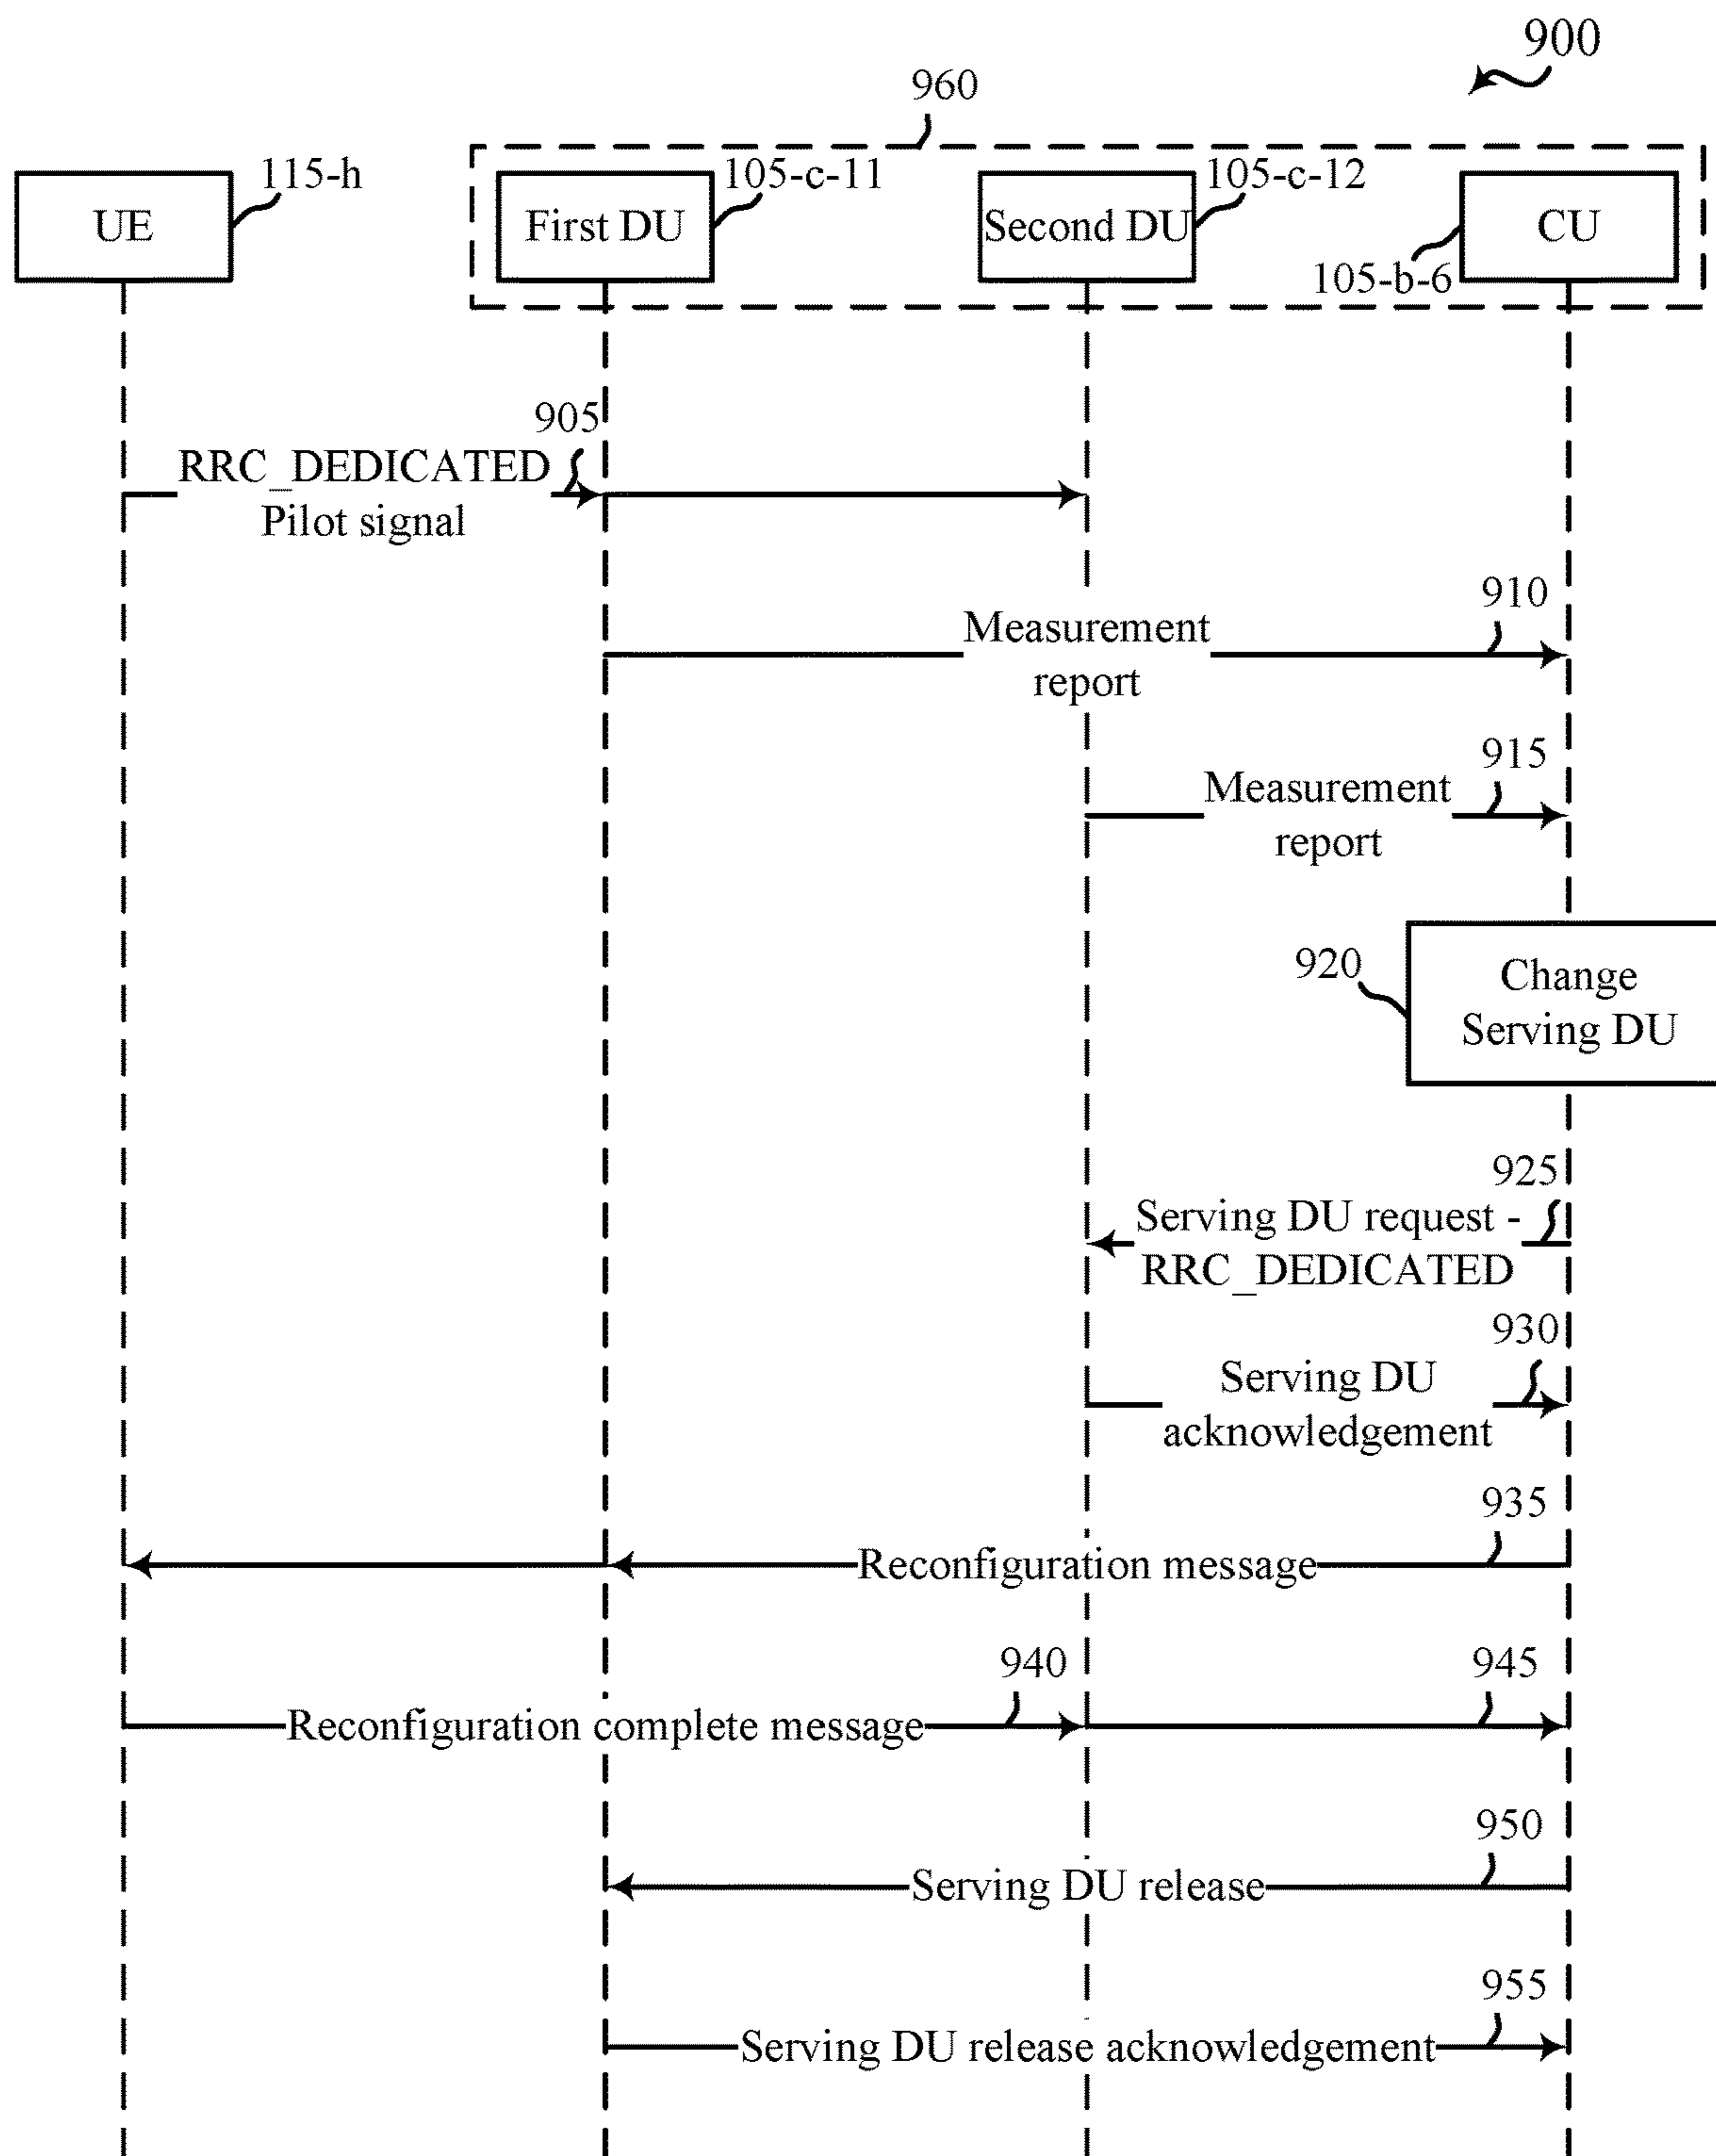 900
960
115-h
105-c-11
105-c-12
UE
First DU
Second DU
CU
105-b-6
905
RRC_DEDICATED
Pilot signal
910
Measurement
report
915
Measurement
report
920
Change
Serving DU
925
Serving DU request -
RRC_DEDICATED
930
Serving DU
acknowledgement
935
Reconfiguration message
940
945
Reconfiguration complete message
950
Serving DU release
955
Serving DU release acknowledgement